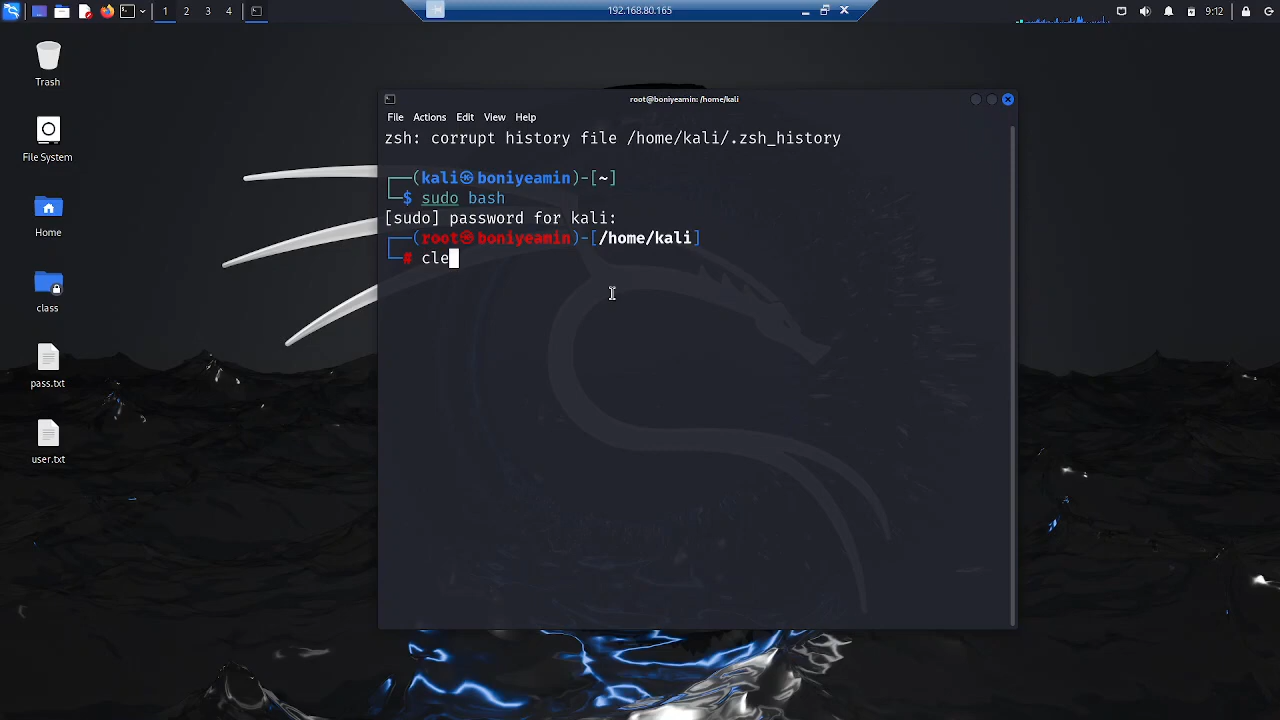 1 2 3 4
192.168.80.165
9:12
Trash
File System
Home
class
pass.txt
user.txt
root@boniyeamin: /home/kali
File Actions Edit View Help
zsh: corrupt history file /home/kali/.zsh_history
┌──(kali㉿boniyeamin)-[~]
└─$ sudo bash
[sudo] password for kali:
┌──(root㉿boniyeamin)-[/home/kali]
└─# cle